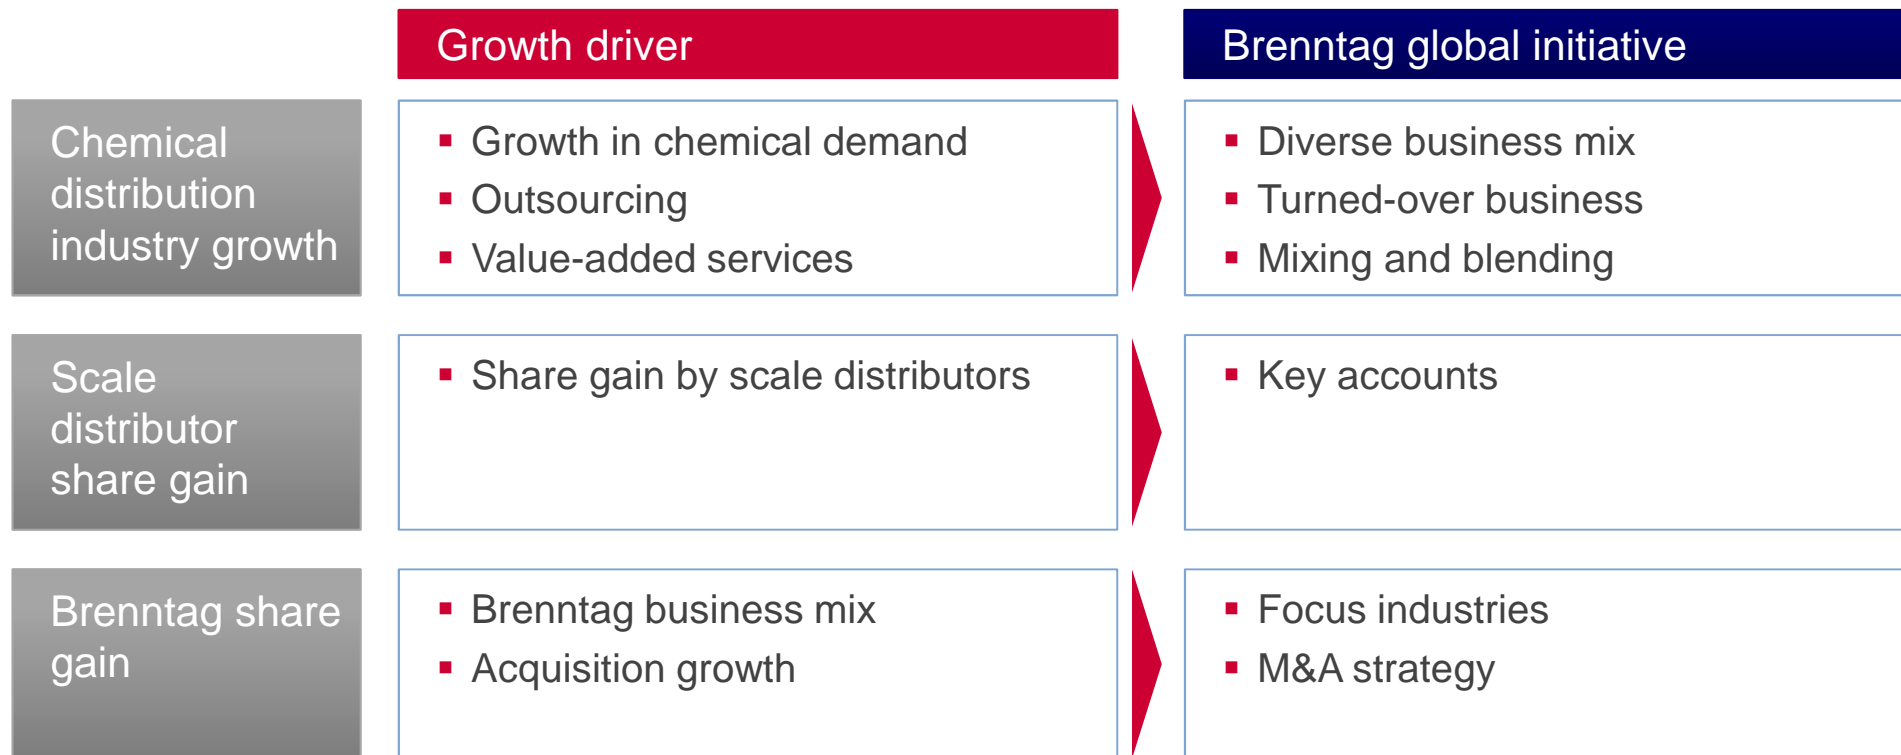 Growth driver
Brenntag global initiative
Chemical
distribution
industry growth
▪ Growth in chemical demand
▪ Outsourcing
▪ Value-added services
▪ Diverse business mix
▪ Turned-over business
▪ Mixing and blending
Scale
distributor
share gain
▪ Share gain by scale distributors
▪ Key accounts
Brenntag share
gain
▪ Brenntag business mix
▪ Acquisition growth
▪ Focus industries
▪ M&A strategy